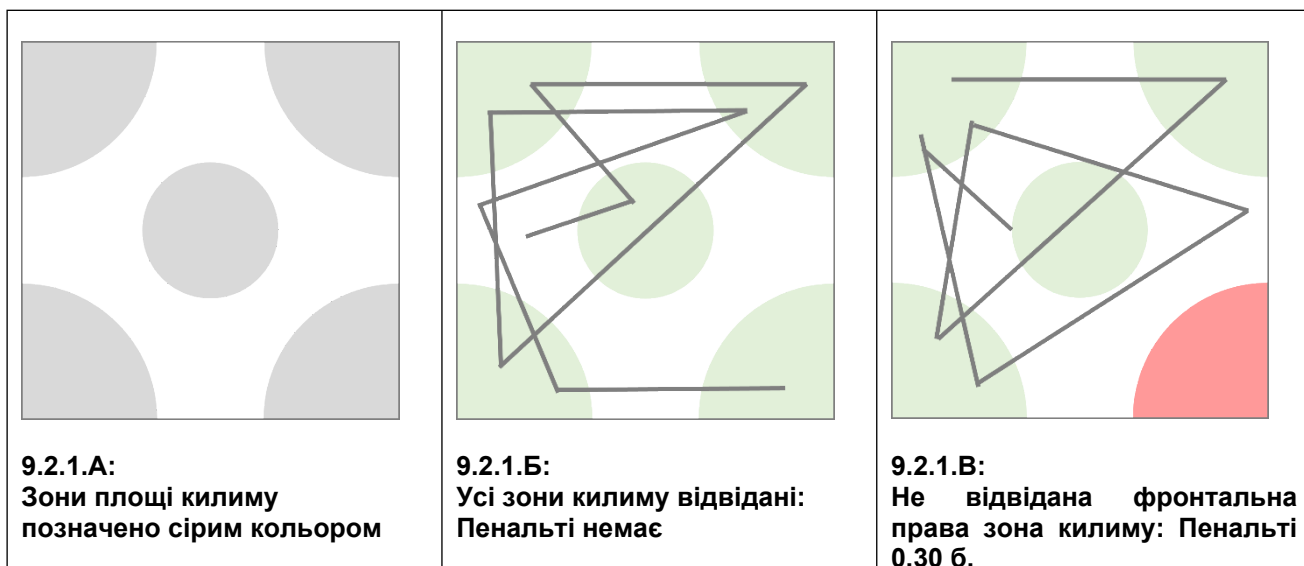 9.2.1.А:
Зони площі килиму
позначено сірим кольором
9.2.1.Б:
Усі зони килиму відвідані:
Пенальті немає
9.2.1.В:
Не відвідана фронтальна
права зона килиму: Пенальті
0.30 б.